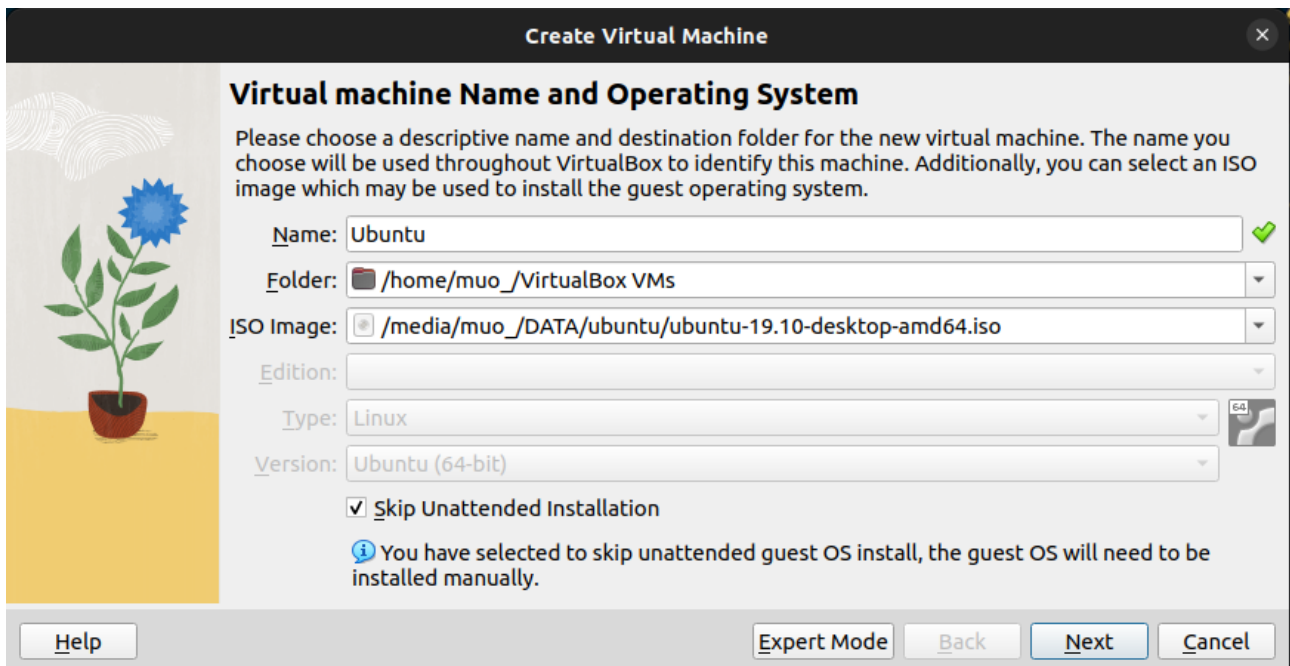 Create Virtual Machine
Virtual machine Name and Operating System
Please choose a descriptive name and destination folder for the new virtual machine. The name you
choose will be used throughout VirtualBox to identify this machine. Additionally, you can select an ISO
image which may be used to install the guest operating system.
Name: Ubuntu
Folder: /home/muo_/VirtualBox VMs
ISO Image: /media/muo_/DATA/ubuntu/ubuntu-19.10-desktop-amd64.iso
Edition:
Type: Linux
64
Version: Ubuntu (64-bit)
Skip Unattended Installation
You have selected to skip unattended guest OS install, the guest OS will need to be
installed manually.
Help Expert Mode Back Next Cancel